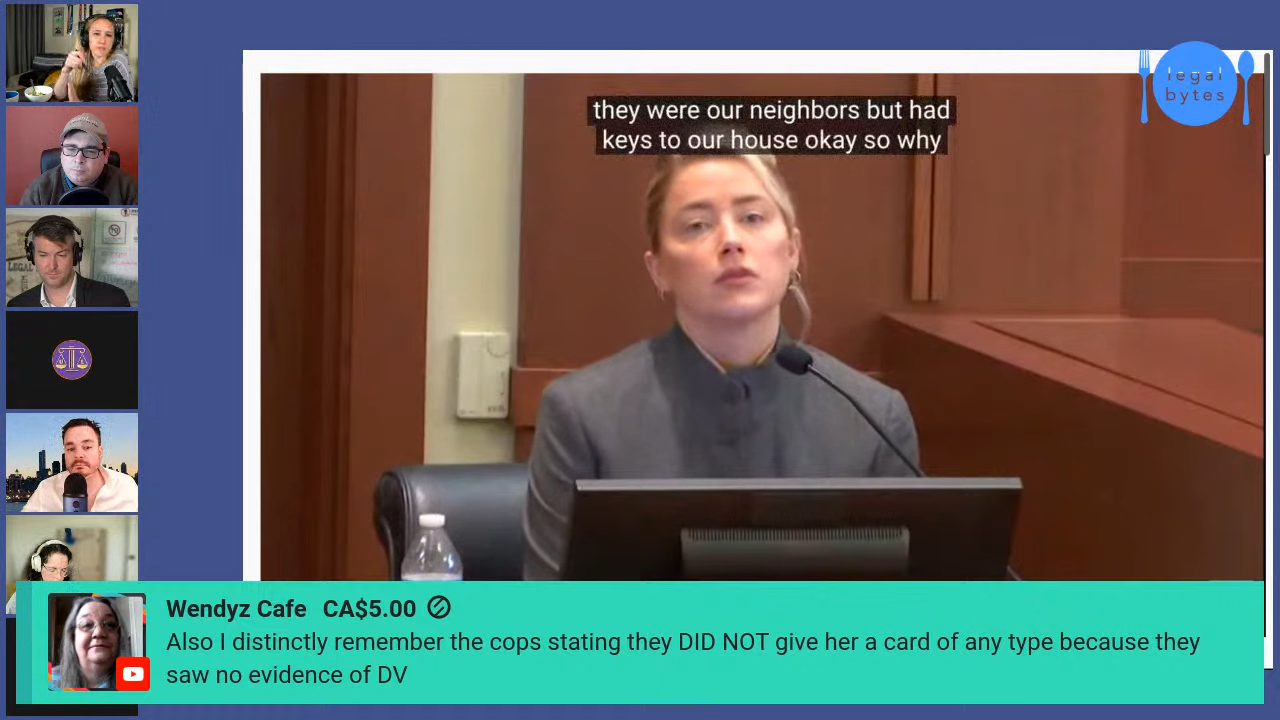 they were our neighbors but had
keys to our house okay so why
legal
bytes
LEGAL
Wendyz Cafe CA$5.00
Also I distinctly remember the cops stating they DID NOT give her a card of any type because they
saw no evidence of DV